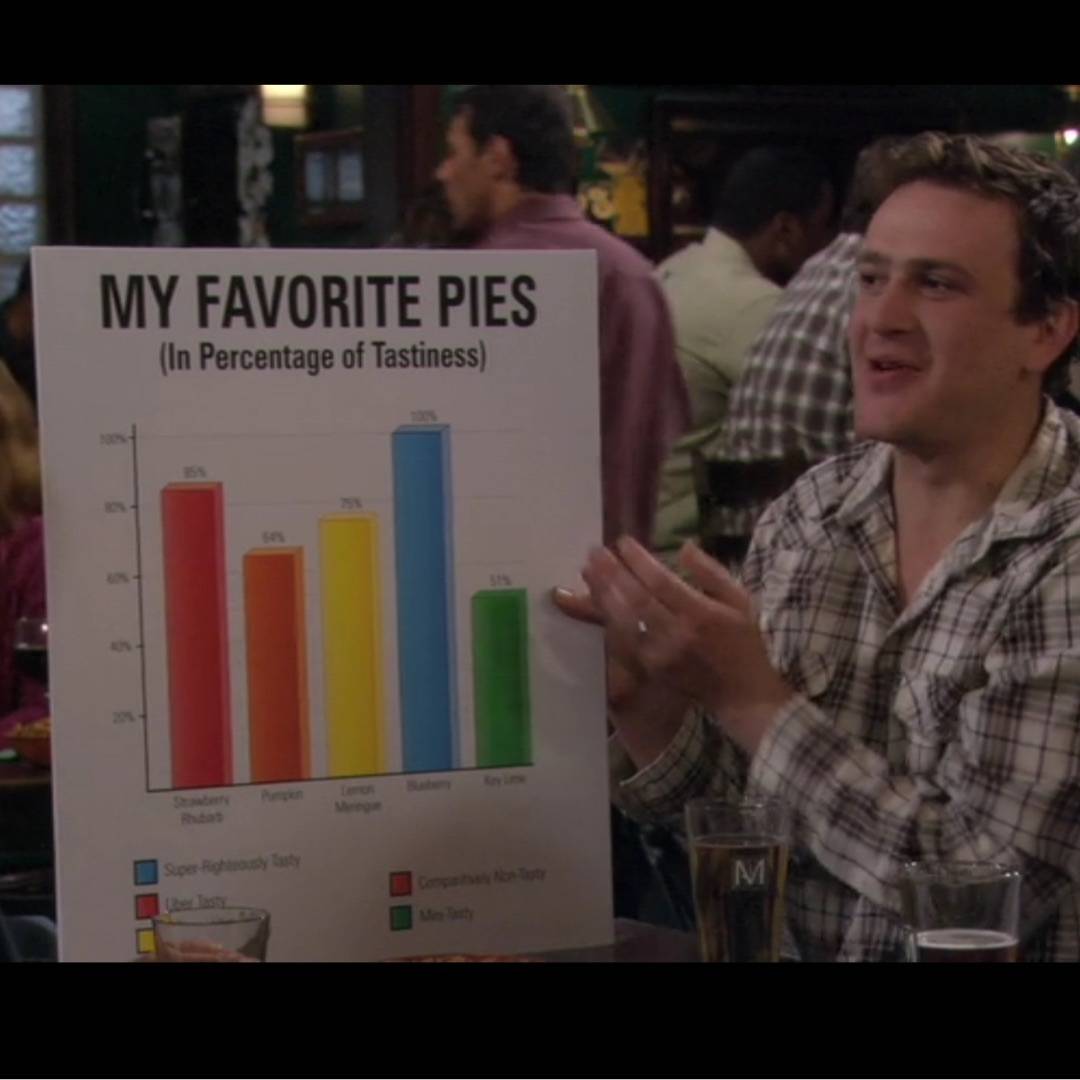 MY FAVORITE PIES
(In Percentage of Tastiness)
100%
100%
85%
80%
75%
64%
60%
51%
40%
20%
Strawberry
Rhubarb
Pumpkin
Lemon
Meringue
Blueberry
Key Lime
Super-Righteously Tasty
Uber Tasty
Comparitively Non-Tasty
Mini-Tasty
M